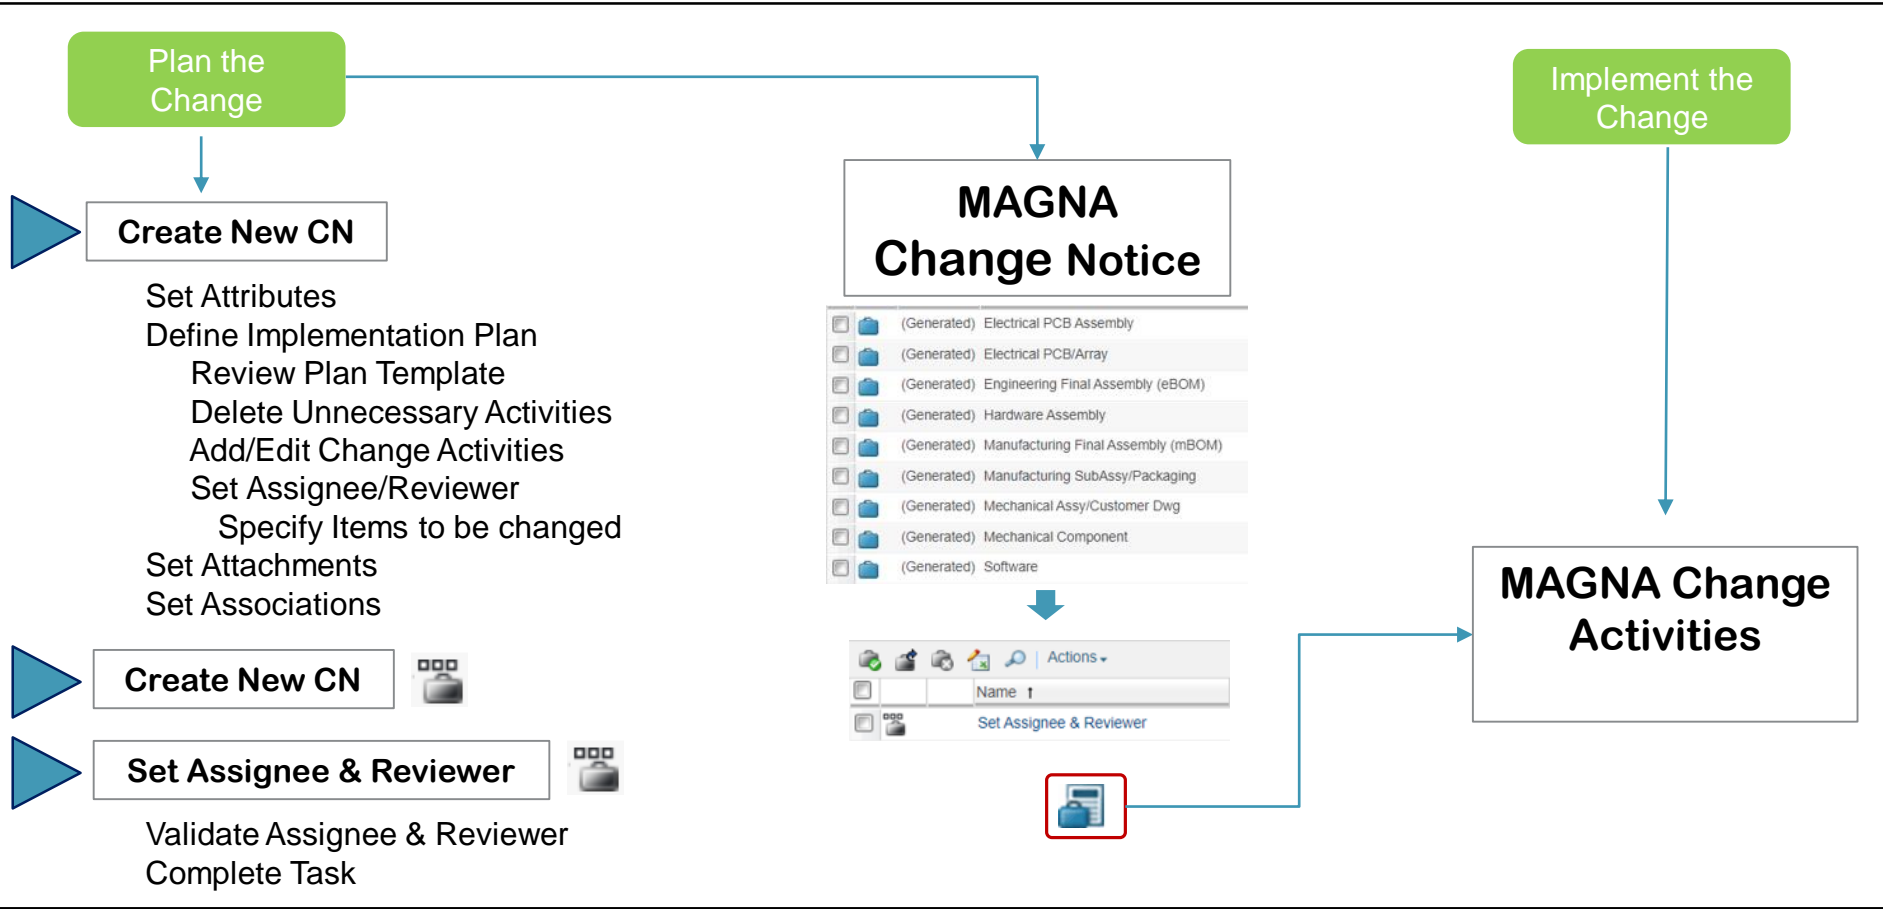 Plan the
Change
Create New CN
Set Attributes
Define Implementation Plan
Review Plan Template
Delete Unnecessary Activities
Add/Edit Change Activities
Set Assignee/Reviewer
Specify Items to be changed
Set Attachments
Set Associations
Create New CN
Set Assignee & Reviewer
Validate Assignee & Reviewer
Complete Task
MAGNA
Change Notice
(Generated) Electrical PCB Assembly
(Generated) Electrical PCB/Array
(Generated) Engineering Final Assembly (eBOM)
(Generated) Hardware Assembly
(Generated) Manufacturing Final Assembly (mBOM)
(Generated) Manufacturing SubAssy/Packaging
(Generated) Mechanical Assy/Customer Dwg
(Generated) Mechanical Component
(Generated) Software
Actions
Name
Set Assignee & Reviewer
Implement the
Change
MAGNA Change
Activities